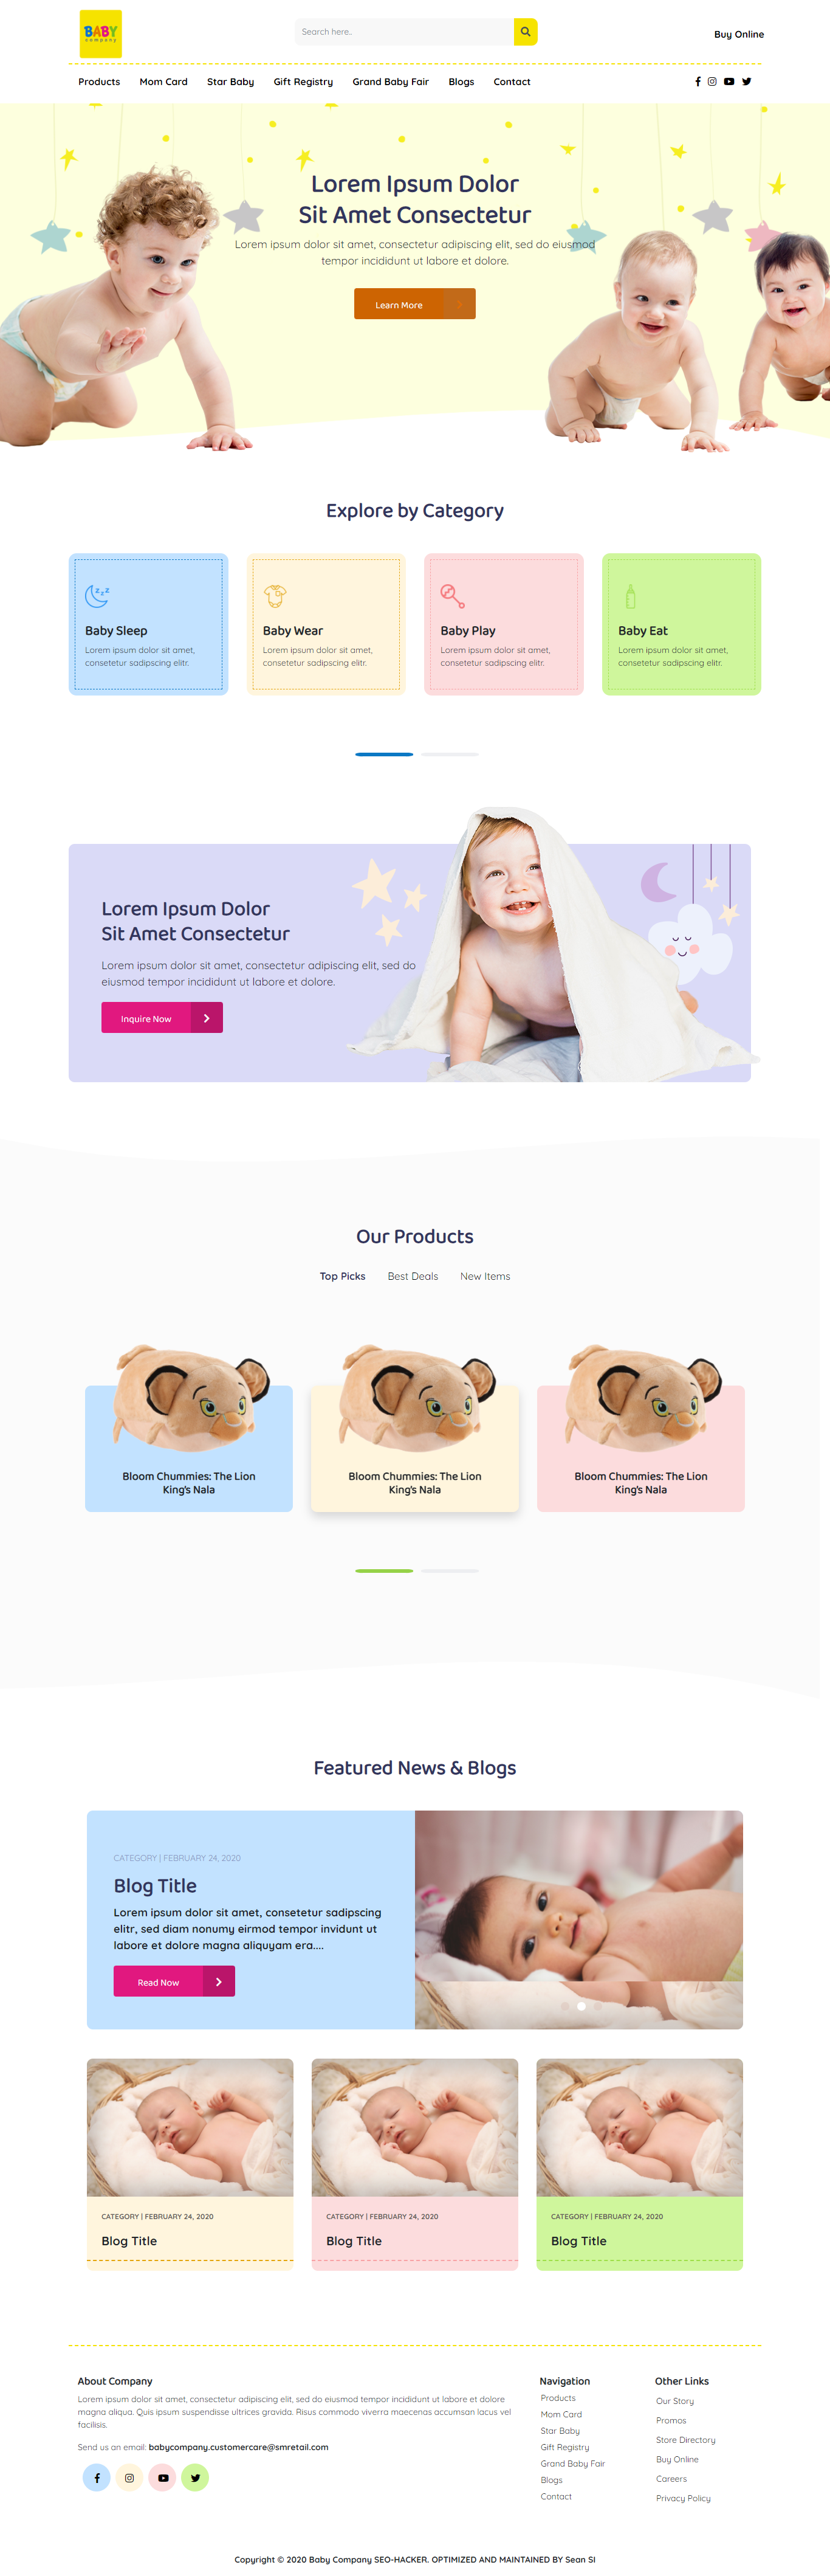 BABY
company
Search here..
Buy Online
Products Mom Card Star Baby Gift Registry Grand Baby Fair Blogs Contact
Lorem Ipsum Dolor
Sit Amet Consectetur
Lorem ipsum dolor sit amet, consectetur adipiscing elit, sed do eiusmod
tempor incididunt ut labore et dolore.
Learn More
Explore by Category
Baby Sleep
Lorem ipsum dolor sit amet,
consetetur sadipscing elitr.
Baby Wear
Lorem ipsum dolor sit amet,
consetetur sadipscing elitr.
Baby Play
Lorem ipsum dolor sit amet,
consetetur sadipscing elitr.
Baby Eat
Lorem ipsum dolor sit amet,
consetetur sadipscing elitr.
Lorem Ipsum Dolor
Sit Amet Consectetur
Lorem ipsum dolor sit amet, consectetur adipiscing elit, sed do
eiusmod tempor incididunt ut labore et dolore.
Inquire Now
Our Products
Top Picks Best Deals New Items
Bloom Chummies: The Lion
King's Nala
Bloom Chummies: The Lion
King's Nala
Bloom Chummies: The Lion
King's Nala
Featured News & Blogs
CATEGORY | FEBRUARY 24, 2020
Blog Title
Lorem ipsum dolor sit amet, consetetur sadipscing
elitr, sed diam nonumy eirmod tempor invidunt ut
labore et dolore magna aliquyam era....
Read Now
CATEGORY | FEBRUARY 24, 2020
Blog Title
CATEGORY | FEBRUARY 24, 2020
Blog Title
CATEGORY | FEBRUARY 24, 2020
Blog Title
About Company
Lorem ipsum dolor sit amet, consectetur adipiscing elit, sed do eiusmod tempor incididunt ut labore et dolore
magna aliqua. Quis ipsum suspendisse ultrices gravida. Risus commodo viverra maecenas accumsan lacus vel
facilisis.
Send us an email: babycompany.customercare@smretail.com
Navigation
Products
Mom Card
Star Baby
Gift Registry
Grand Baby Fair
Blogs
Contact
Other Links
Our Story
Promos
Store Directory
Buy Online
Careers
Privacy Policy
Copyright © 2020 Baby Company SEO-HACKER. OPTIMIZED AND MAINTAINED BY Sean SI